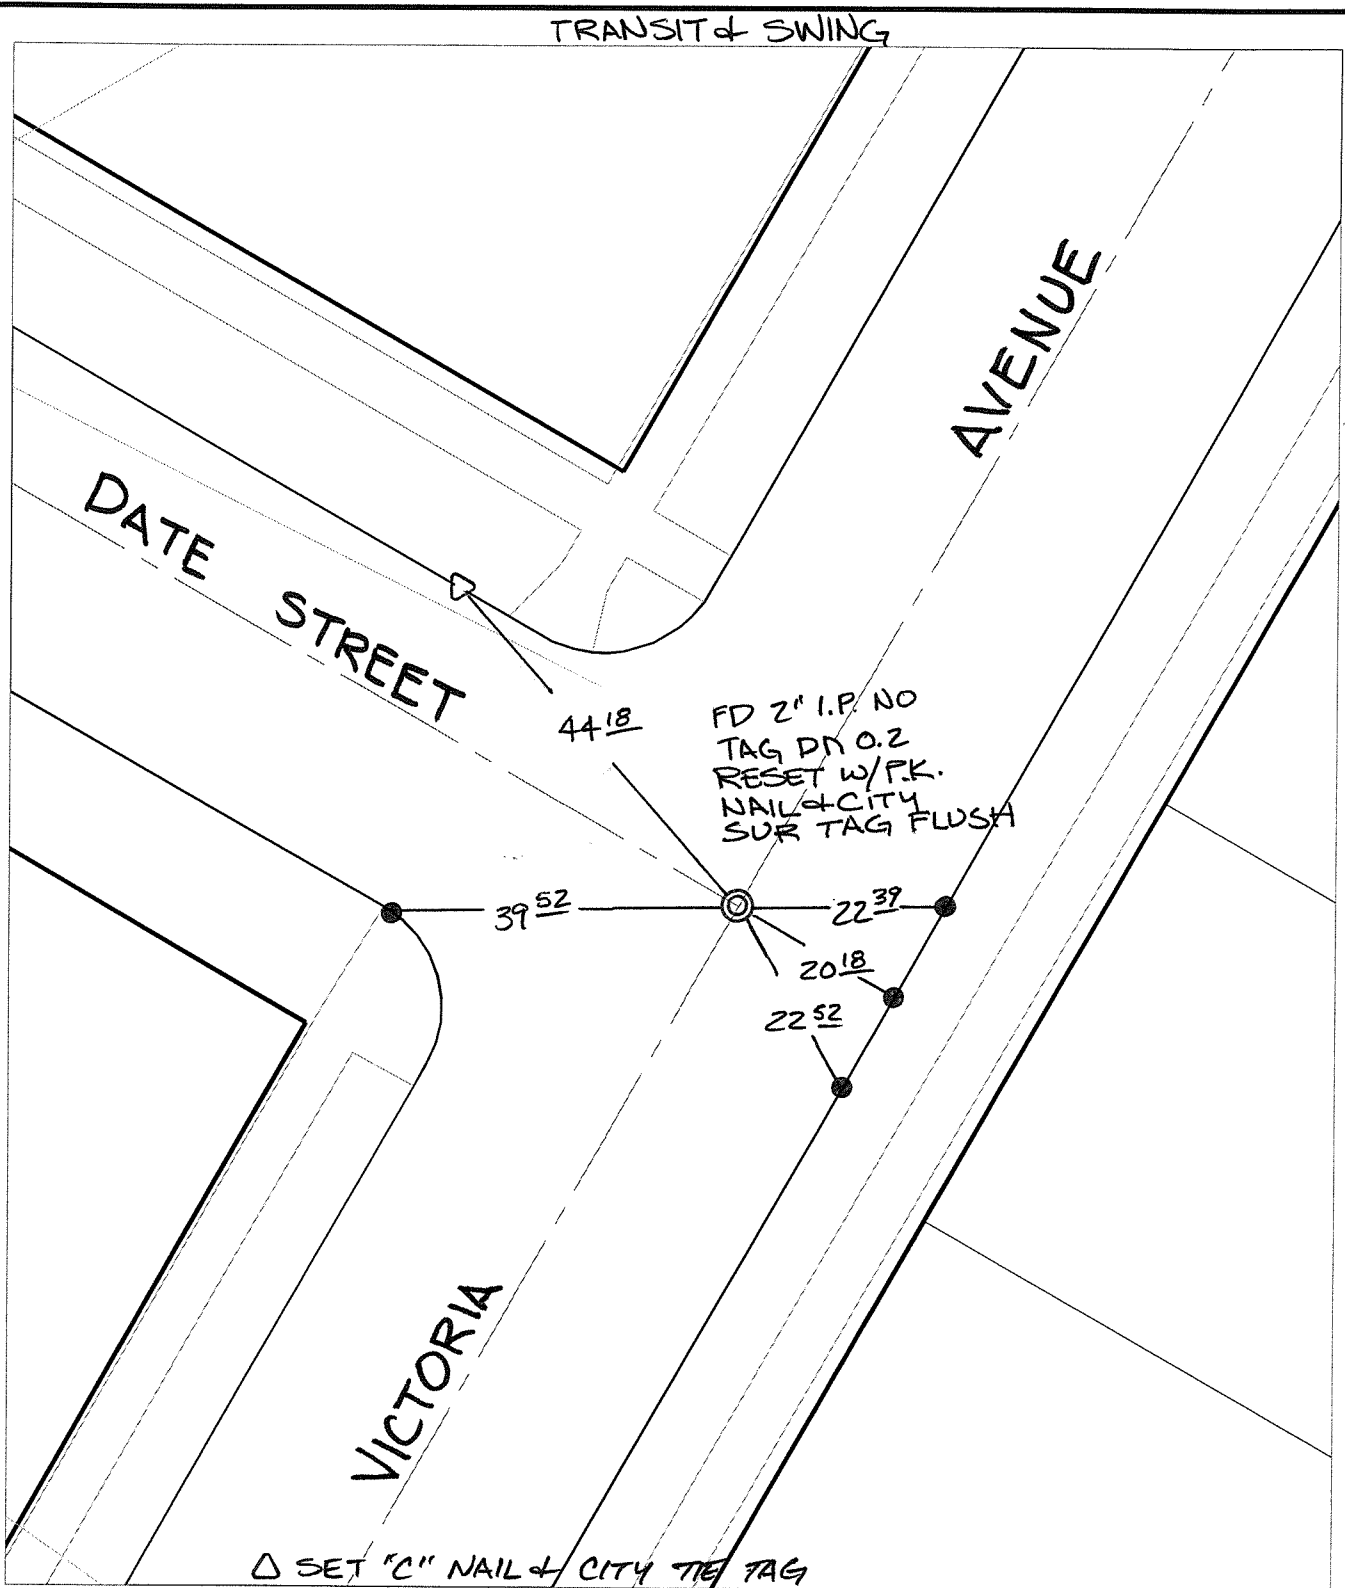 TRANSIT & SWING
AVENUE
DATE STREET
44 18
FD 2" I.P. NO
TAG DN 0.2
RESET W/P.K.
NAIL & CITY
SUR TAG FLUSH
39 52
22 39
20 18
22 52
VICTORIA
△ SET "C" NAIL & CITY TIE TAG